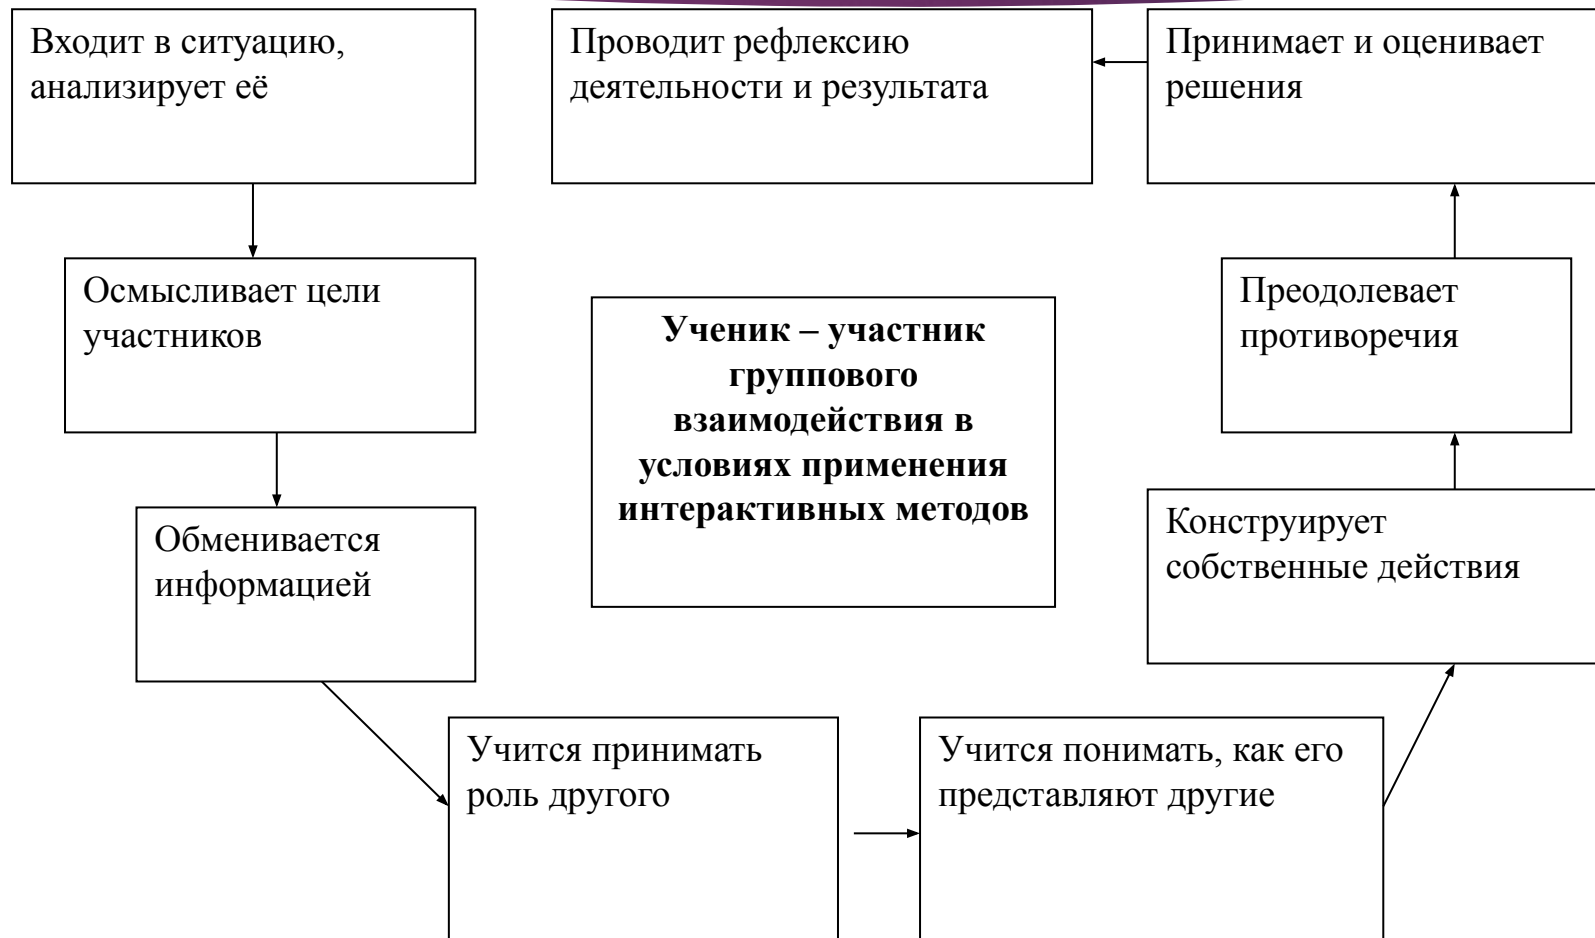 Входит в ситуацию,
анализирует её
Проводит рефлексию
деятельности и результата
Принимает и оценивает
решения
Осмысливает цели
участников
Ученик – участник
группового
взаимодействия в
условиях применения
интерактивных методов
Преодолевает
противоречия
Обменивается
информацией
Конструирует
собственные действия
Учится принимать
роль другого
Учится понимать, как его
представляют другие